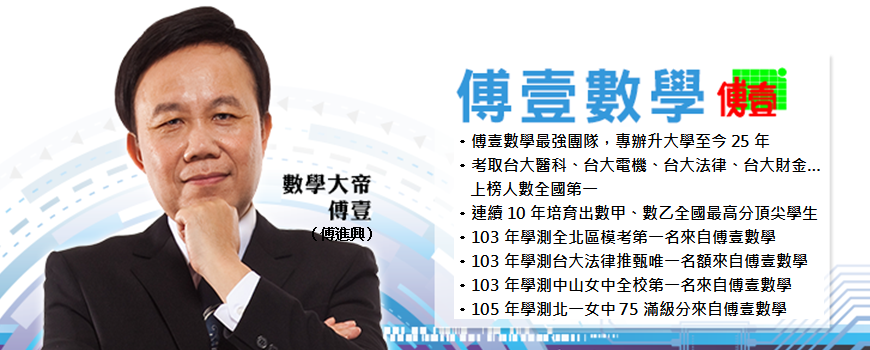 數學大帝
傅壹
(傅進興)
傅壹數學 傅壹
• 傅壹數學最強團隊，專辦升大學至今 25 年
• 考取台大醫科、台大電機、台大法律、台大財金...
上榜人數全國第一
• 連續 10 年培育出數甲、數乙全國最高分頂尖學生
• 103 年學測全北區模考第一名來自傅壹數學
• 103 年學測台大法律推甄唯一名額來自傅壹數學
• 103 年學測中山女中全校第一名來自傅壹數學
• 105 年學測北一女中 75 滿級分來自傅壹數學